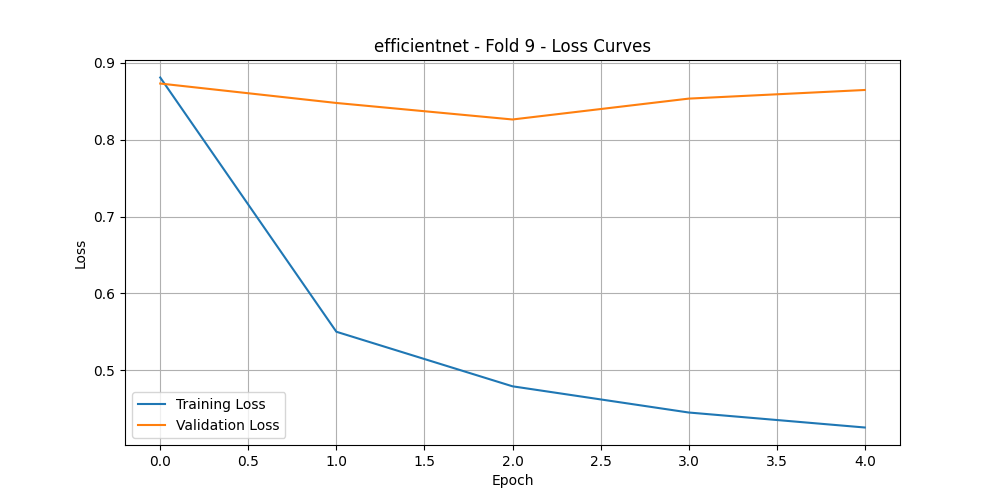 efficientnet - Fold 9 - Loss Curves
0.9
0.8
0.7
0.6
0.5
Loss
Training Loss
Validation Loss
0.0 0.5 1.0 1.5 2.0 2.5 3.0 3.5 4.0
Epoch